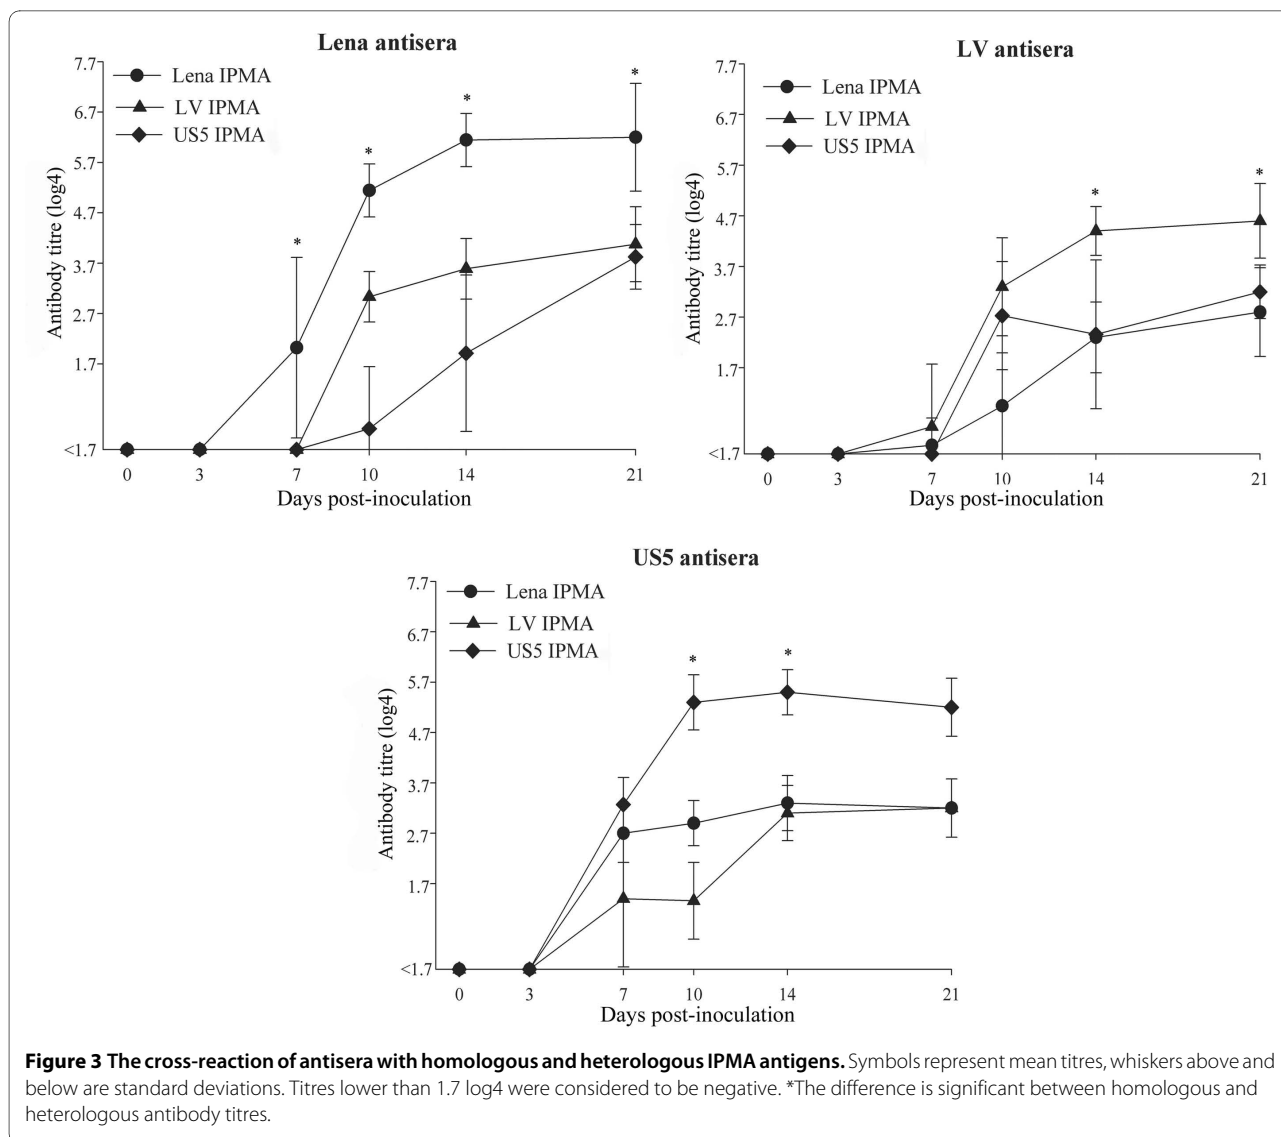 Lena antisera
7.7
6.7
5.7
4.7
3.7
2.7
1.7
<1.7
Antibody titre (log4)
Lena IPMA
LV IPMA
US5 IPMA
* * * *
0 3 7 10 14 21
Days post-inoculation
LV antisera
7.7
6.7
5.7
4.7
3.7
2.7
1.7
<1.7
Antibody titre (log4)
Lena IPMA
LV IPMA
US5 IPMA
* *
0 3 7 10 14 21
Days post-inoculation
US5 antisera
7.7
6.7
5.7
4.7
3.7
2.7
1.7
<1.7
Antibody titre (log4)
Lena IPMA
LV IPMA
US5 IPMA
* *
0 3 7 10 14 21
Days post-inoculation
Figure 3 The cross-reaction of antisera with homologous and heterologous IPMA antigens. Symbols represent mean titres, whiskers above and
below are standard deviations. Titres lower than 1.7 log4 were considered to be negative. *The difference is significant between homologous and
heterologous antibody titres.